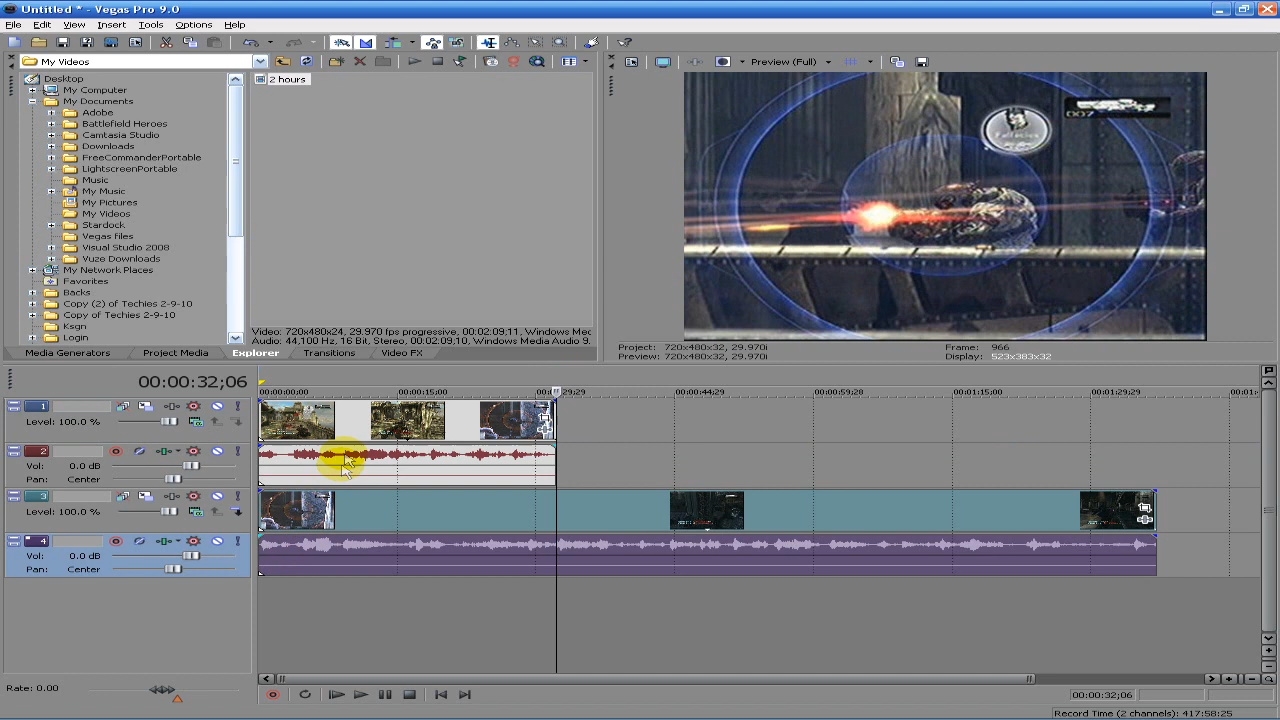 Untitled * - Vegas Pro 9.0
File Edit View Insert Tools Options Help
My Videos
Preview (Full)
Desktop
My Computer
My Documents
Adobe
Battlefield Heroes
Camtasia Studio
Downloads
FreeCommanderPortable
LightscreenPortable
Music
My Music
My Pictures
My Videos
Stardock
Vegas files
Visual Studio 2008
Vuze Downloads
My Network Places
Favorites
Backs
Copy (2) of Techies 2-9-10
Copy of Techies 2-9-10
Ksgn
Login
2 hours
007
Video: 720x480x24, 29.970 fps progressive, 00:02:09;11, Windows Med
Audio: 44,100 Hz, 16 Bit, Stereo, 00:02:09;10, Windows Media Audio 9.
Media Generators Project Media Explorer Transitions Video FX
Project: 720x480x32, 29.970i Frame: 966
Preview: 720x480x32, 29.970i Display: 523x383x32
00:00:32;06
00:00:00;00 00:00:15;00 00:00:29;29 00:00:44;29 00:00:59;28 00:01:15;00 00:01:29;29 00:01:
1
Level: 100.0 %
2
Vol: 0.0 dB
Pan: Center
3
Level: 100.0 %
4
Vol: 0.0 dB
Pan: Center
Rate: 0.00
00:00:32;06
Record Time (2 channels): 417:58:25